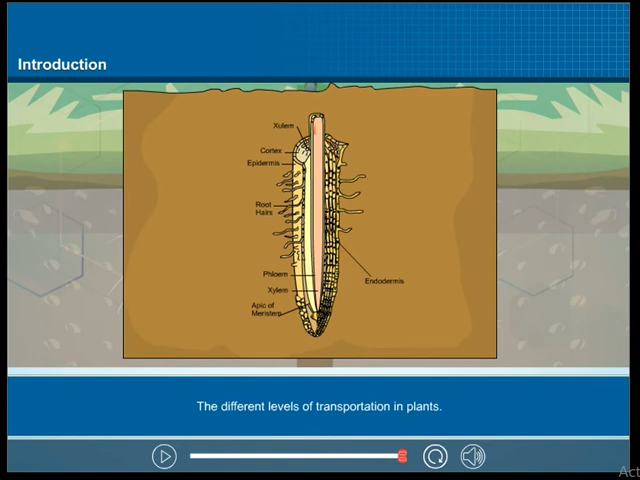 Introduction
Xulem
Cortex
Epidermis
Root
Hairs
Phloem
Xylem
Apic of
Meristem
Endodermis
The different levels of transportation in plants.
Act